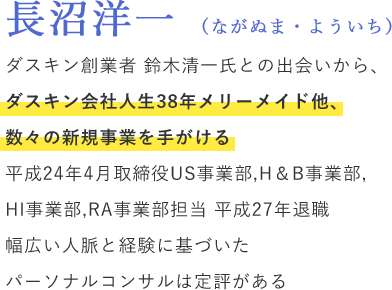 長沼洋一 （ながぬま・よういち）
ダスキン創業者 鈴木清一氏との出会いから、
ダスキン会社人生38年メリーメイド他、
数々の新規事業を手がける
平成24年4月取締役US事業部,H＆B事業部,
HI事業部,RA事業部担当 平成27年退職
幅広い人脈と経験に基づいた
パーソナルコンサルは定評がある